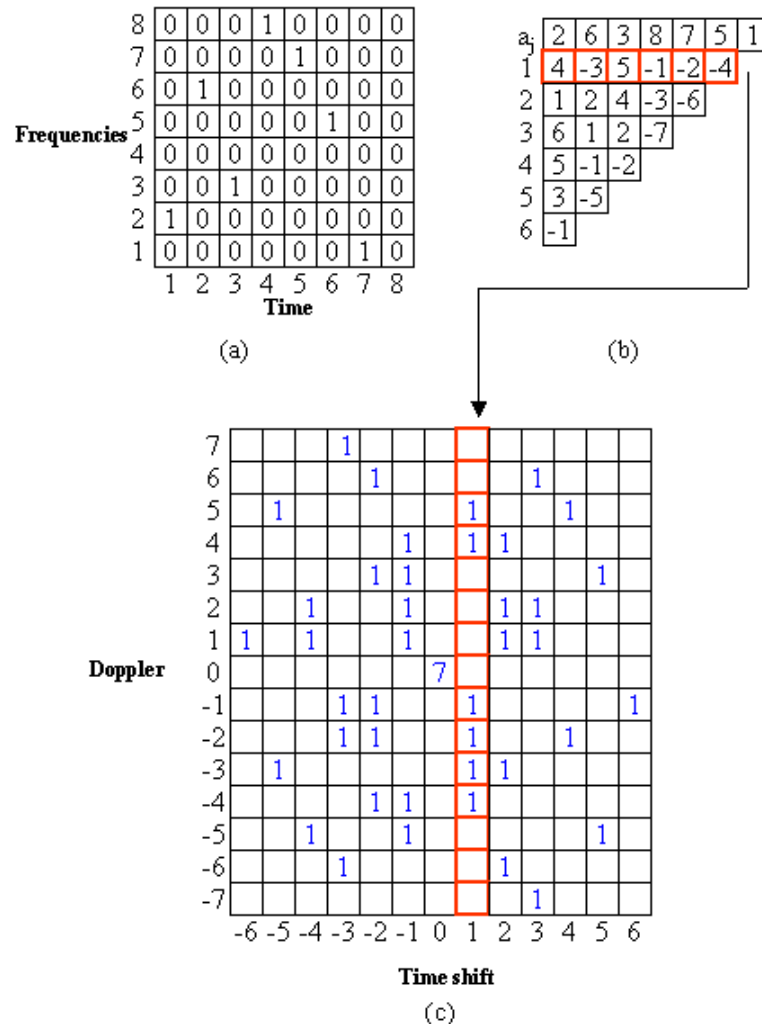 8 0 0 0 1 0 0 0 0
7 0 0 0 0 1 0 0 0
6 0 1 0 0 0 0 0 0
Frequencies 5 0 0 0 0 0 1 0 0
4 0 0 0 0 0 0 0 0
3 0 0 1 0 0 0 0 0
2 1 0 0 0 0 0 0 0
1 0 0 0 0 0 0 1 0
1 2 3 4 5 6 7 8
Time
(a)
aj 2 6 3 8 7 5 1
1 4 -3 5 -1 -2 -4
2 1 2 4 -3 -6
3 6 1 2 -7
4 5 -1 -2
5 3 -5
6 -1
(b)
7 1
6 1 1
5 1 1 1
4 1 1 1
3 1 1 1
2 1 1 1 1
1 1 1 1 1 1
Doppler 0 7
-1 1 1 1 1
-2 1 1 1 1
-3 1 1 1
-4 1 1 1
-5 1 1 1
-6 1 1
-7 1
-6 -5 -4 -3 -2 -1 0 1 2 3 4 5 6
Time shift
(c)